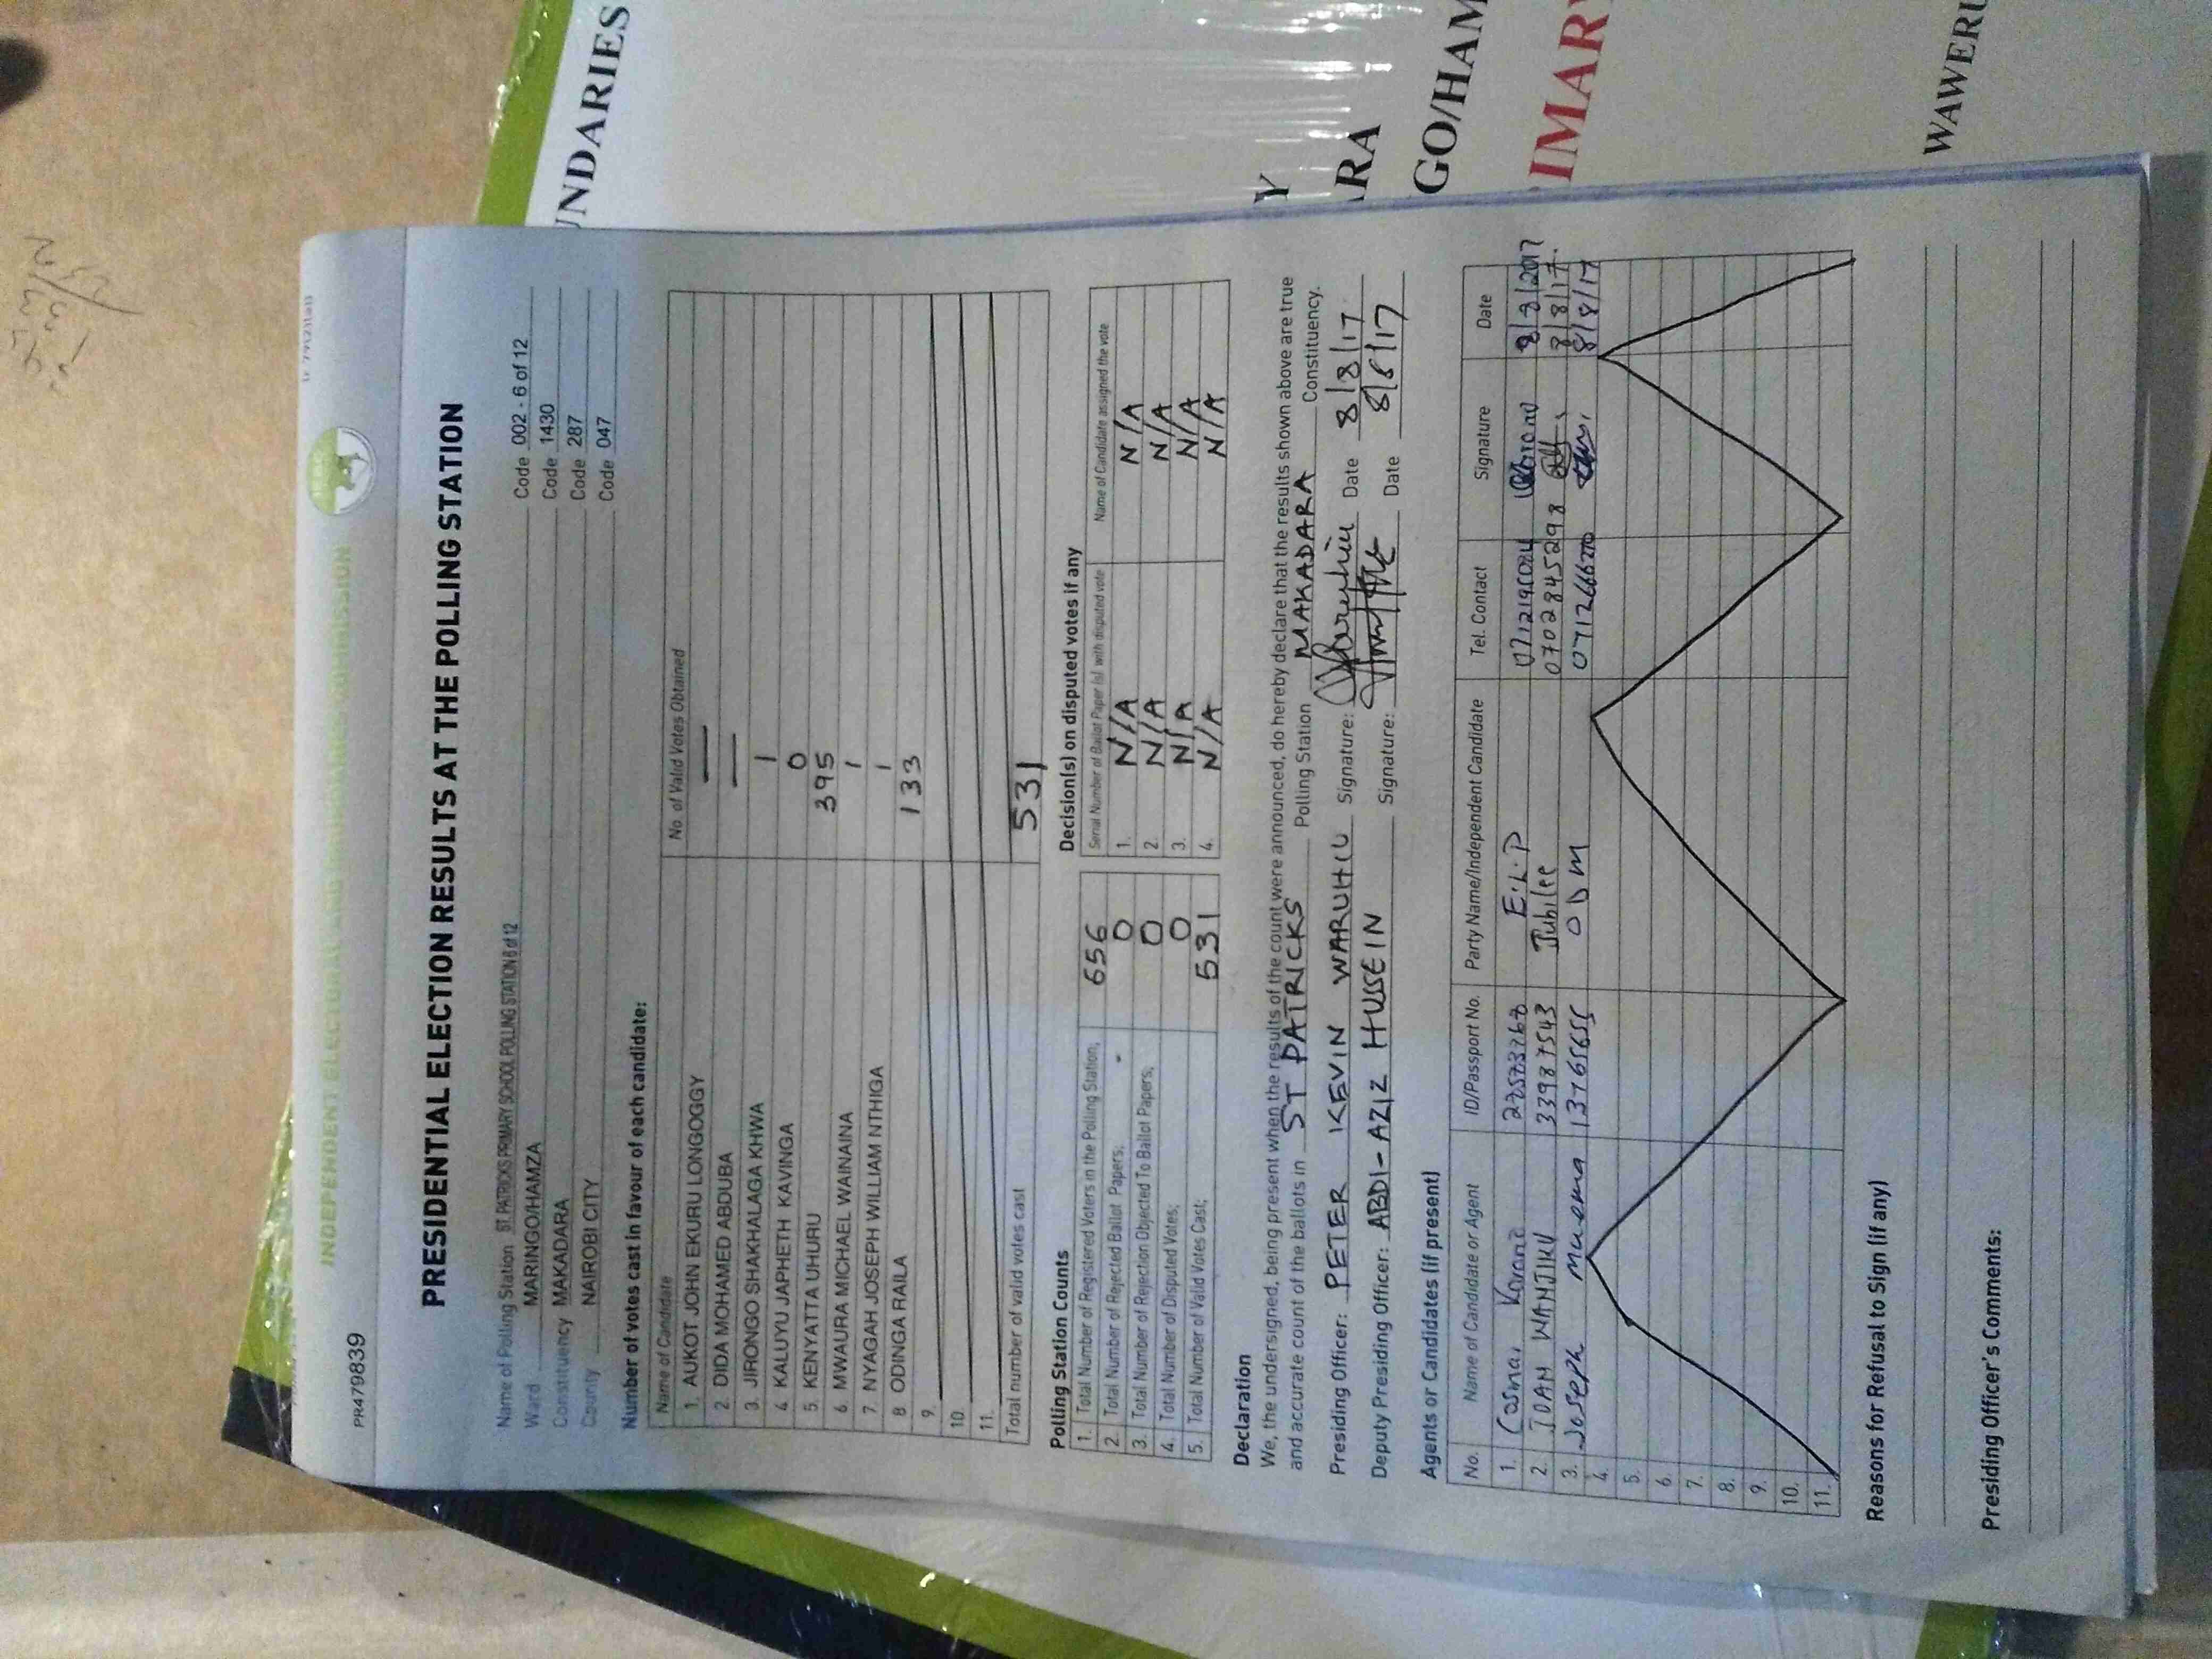 INDEPENDENT ELECTORAL AND BOUNDARIES COMMISSION
PR479839
PRESIDENTIAL ELECTION RESULTS AT THE POLLING STATION
Name of Polling Station ST. PATRICKS PRIMARY SCHOOL POLLING STATION 6 of 12 Code 002 - 6 of 12
Ward MARINGO/HAMZA Code 1430
Constituency MAKADARA Code 287
County NAIROBI CITY Code 047
Number of votes cast in favour of each candidate:
Name of Candidate No. of Valid Votes Obtained
1. AUKOT JOHN EKURU LONGOGGY —
2. DIDA MOHAMED ABDUBA —
3. JIRONGO SHAKHALAGA KHWA 1
4 KALUYU JAPHETH KAVINGA 0
5. KENYATTA UHURU 395
6 MWAURA MICHAEL WAINAINA 1
7. NYAGAH JOSEPH WILLIAM NTHIGA 1
8 ODINGA RAILA 133
9.
10.
11.
Total number of valid votes cast 531
Polling Station Counts
1. Total Number of Registered Voters in the Polling Station; 656
2. Total Number of Rejected Ballot Papers; 0
3. Total Number of Rejection Objected To Ballot Papers; 0
4. Total Number of Disputed Votes; 0
5. Total Number of Valid Votes Cast; 531
Decision(s) on disputed votes if any
Serial Number of Ballot Paper (s) with disputed vote Name of Candidate assigned the vote
1. N/A N/A
2. N/A N/A
3. N/A N/A
4. N/A N/A
Declaration
We, the undersigned, being present when the results of the count were announced, do hereby declare that the results shown above are true
and accurate count of the ballots in ST PATRICKS Polling Station MAKADARA Constituency.
Presiding Officer: PETER KEVIN WARUHIU Signature: Date 8/8/17
Deputy Presiding Officer: ABDI-AZIZ HUSSEIN Signature: Date 8/8/17
Agents or Candidates (if present)
No. Name of Candidate or Agent ID/Passport No. Party Name/Independent Candidate Tel. Contact Signature Date
1. E.L.P 8/8/2017
2. JOAN WANJIKU 33987543 Jubilee 0702845298 8/8/17.
3. Joseph 13765655 ODM 8/8/17
4.
5.
6.
7.
8.
9.
10.
11.
Reasons for Refusal to Sign (if any)
Presiding Officer's Comments:
UNDARIES
Y
RA
GO/HAM
IMAR
WAWERU